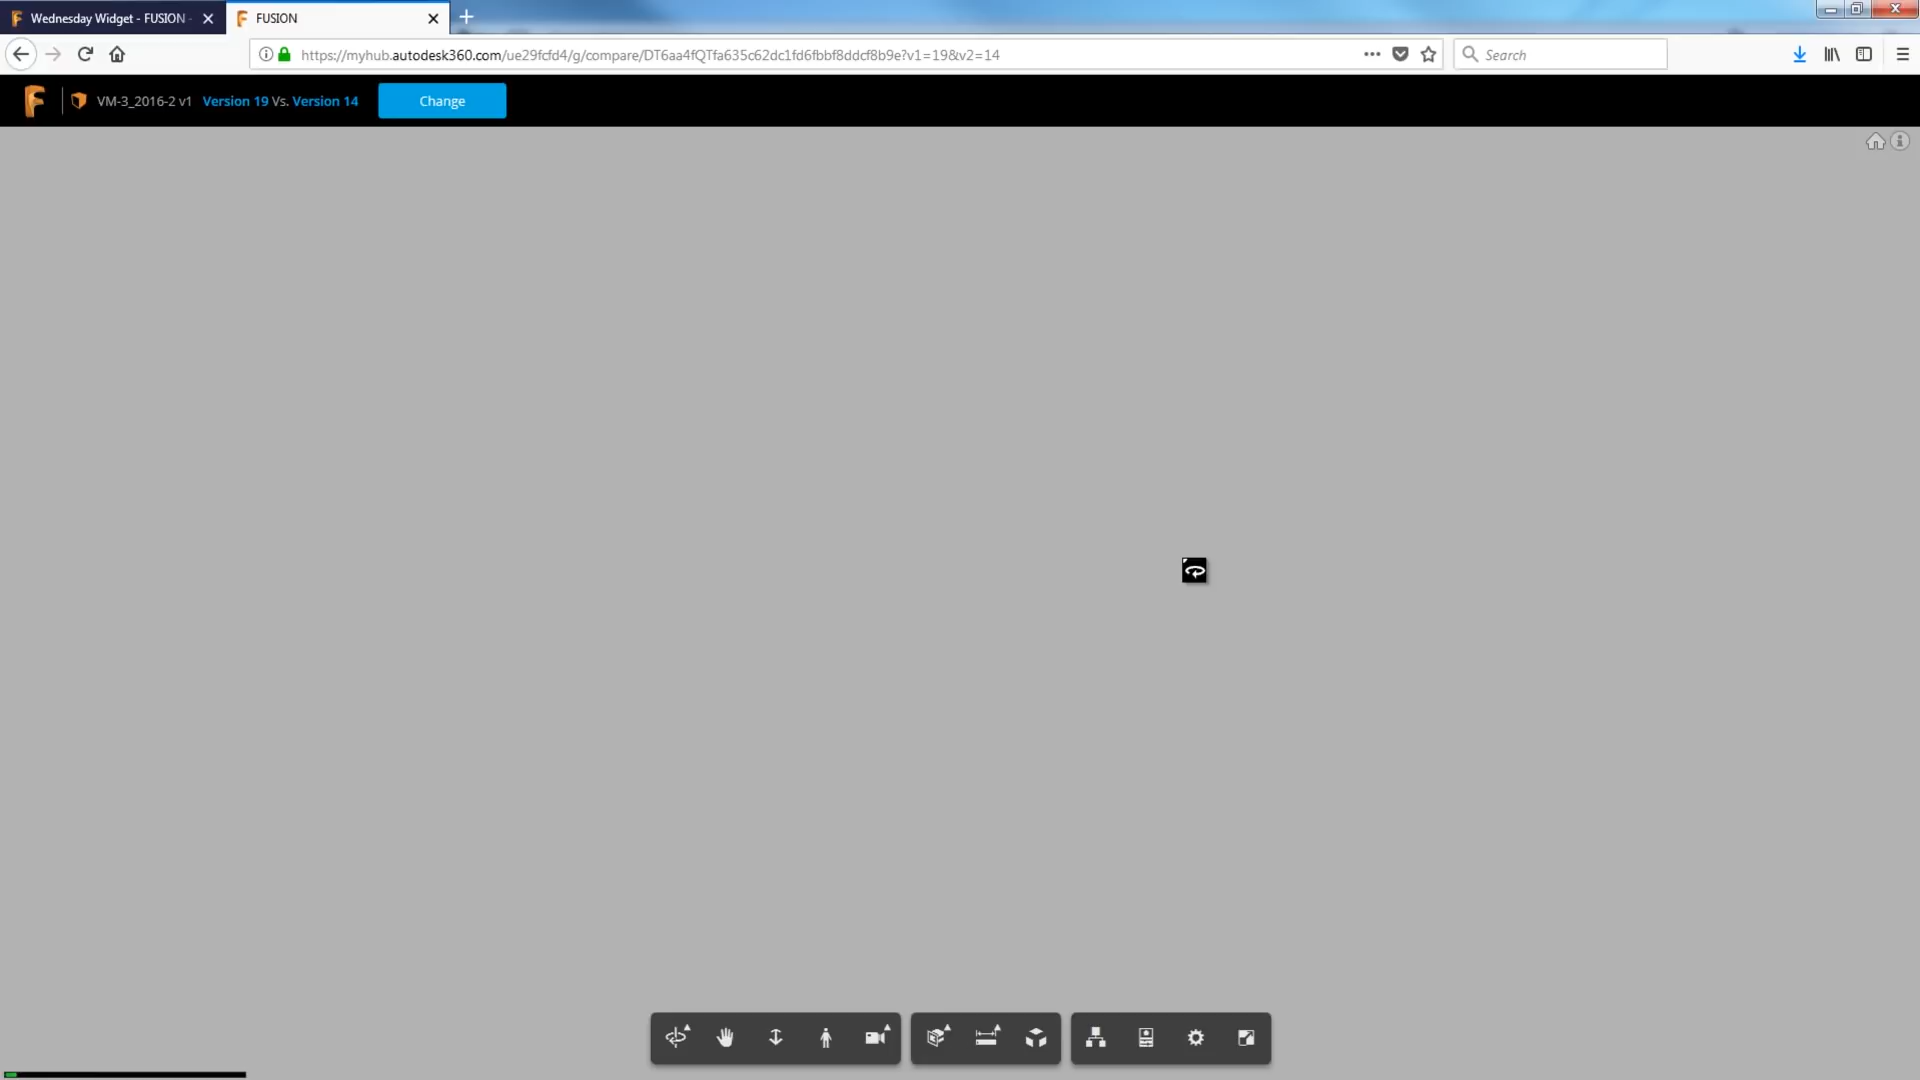 Wednesday Widget - FUSION -
FUSION
https://myhub.autodesk360.com/ue29fcfd4/g/compare/DT6aa4fQTfa635c62dc1fd6fbbf8ddcf8b9e?v1=19&v2=14
Search
VM-3_2016-2 v1 Version 19 Vs. Version 14 Change